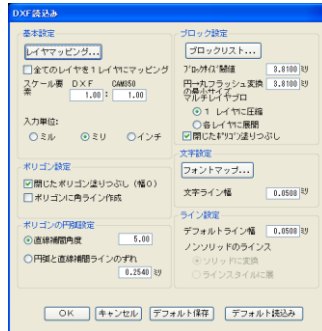 DXF読込み
基本設定
レイヤマッピング...
全てのレイヤを1レイヤにマッピング
スケール要素 DXF CAM350
1.00 : 1.00
入力単位:
ミル ミリ インチ
ポリゴン設定
閉じたポリゴン塗りつぶし (幅0)
ポリゴンに角ライン作成
ポリゴンの円弧設定
直線補間角度 5.00
円弧と直線補間ラインのずれ
0.2540 ミリ
ブロック設定
ブロックリスト...
ブロックサイズ閾値 3.8100 ミリ
円→丸フラッシュ変換の最小サイズ 3.8100 ミリ
マルチレイヤブロ
1 レイヤに圧縮
各レイヤに展開
閉じたポリゴン塗りつぶし
文字設定
フォントマップ...
文字ライン幅 0.0508 ミリ
ライン設定
デフォルトライン幅 0.0508 ミリ
ノンソリッドのラインス
ソリッドに変換
ラインスタイルに展
OK キャンセル デフォルト保存 デフォルト読込み